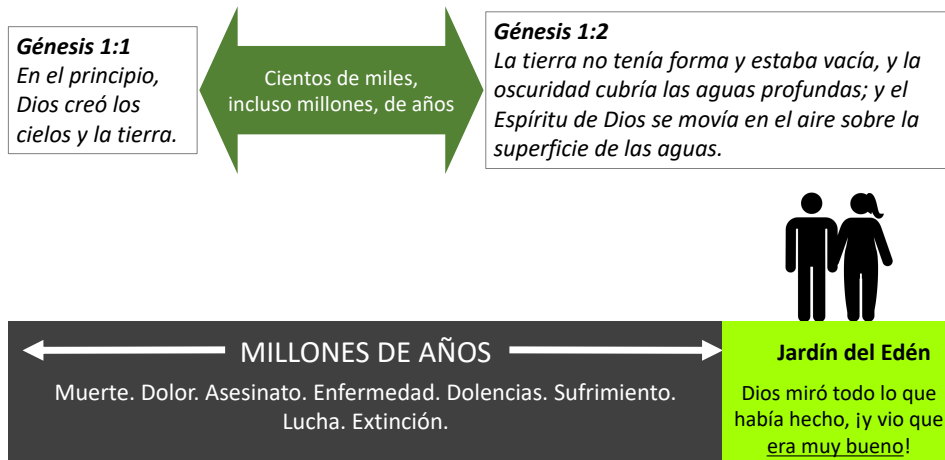 Génesis 1:1
En el principio,
Dios creó los
cielos y la tierra.
Cientos de miles,
incluso millones, de años
Génesis 1:2
La tierra no tenía forma y estaba vacía, y la
oscuridad cubría las aguas profundas; y el
Espíritu de Dios se movía en el aire sobre la
superficie de las aguas.
MILLONES DE AÑOS
Muerte. Dolor. Asesinato. Enfermedad. Dolencias. Sufrimiento.
Lucha. Extinción.
Jardín del Edén
Dios miró todo lo que
había hecho, ¡y vio que
era muy bueno!